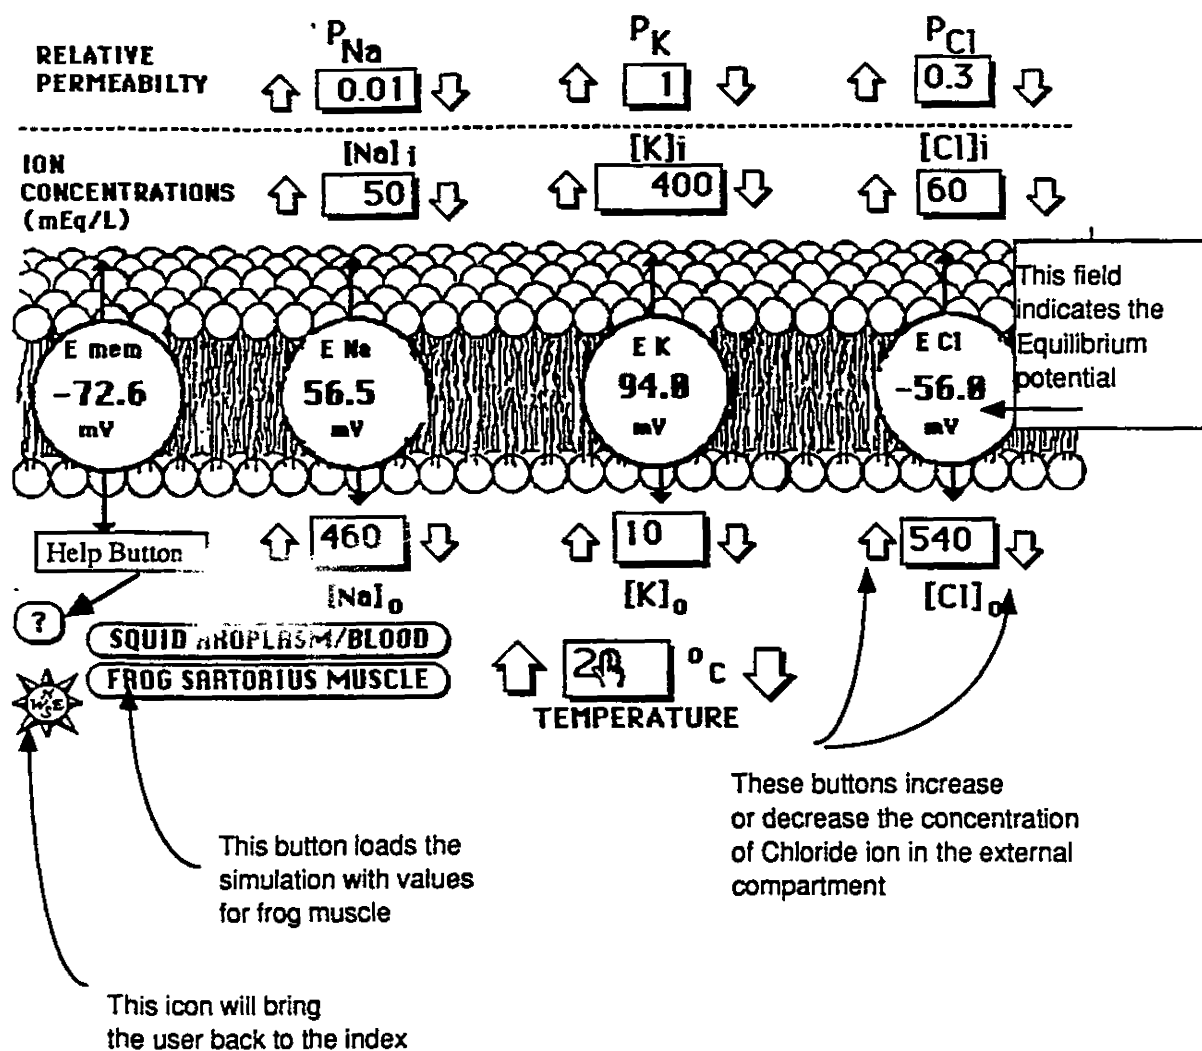 P Na
P K
P Cl
RELATIVE
PERMEABILTY
0.01
1
0.3
ION
CONCENTRATIONS
(mEq/L)
[Na] i
[K]i
[Cl]i
50
400
60
This field
indicates the
Equilibrium
potential
E mem
-72.6
mV
E Na
56.5
mV
E K
94.8
mV
E Cl
-56.8
mV
Help Button
460
10
540
[Na]o
[K]o
[Cl]o
?
SQUID AXOPLASM/BLOOD
FROG SARTORIUS MUSCLE
N
W E
S
°C
TEMPERATURE
These buttons increase
or decrease the concentration
of Chloride ion in the external
compartment
This button loads the
simulation with values
for frog muscle
This icon will bring
the user back to the index